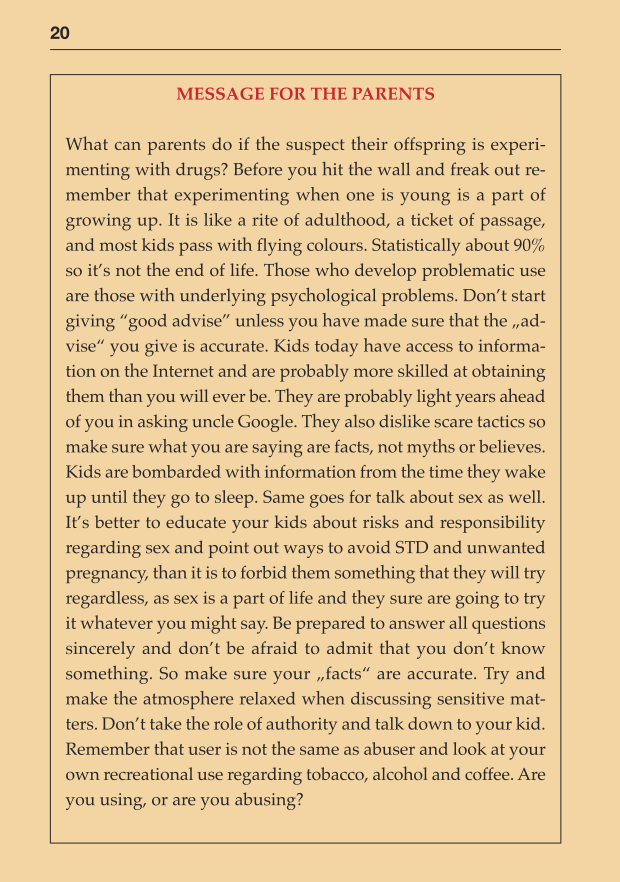 20
MESSAGE FOR THE PARENTS
What can parents do if the suspect their offspring is experi-
menting with drugs? Before you hit the wall and freak out re-
member that experimenting when one is young is a part of
growing up. It is like a rite of adulthood, a ticket of passage,
and most kids pass with flying colours. Statistically about 90%
so it’s not the end of life. Those who develop problematic use
are those with underlying psychological problems. Don’t start
giving “good advise” unless you have made sure that the „ad-
vise“ you give is accurate. Kids today have access to informa-
tion on the Internet and are probably more skilled at obtaining
them than you will ever be. They are probably light years ahead
of you in asking uncle Google. They also dislike scare tactics so
make sure what you are saying are facts, not myths or believes.
Kids are bombarded with information from the time they wake
up until they go to sleep. Same goes for talk about sex as well.
It’s better to educate your kids about risks and responsibility
regarding sex and point out ways to avoid STD and unwanted
pregnancy, than it is to forbid them something that they will try
regardless, as sex is a part of life and they sure are going to try
it whatever you might say. Be prepared to answer all questions
sincerely and don’t be afraid to admit that you don’t know
something. So make sure your „facts“ are accurate. Try and
make the atmosphere relaxed when discussing sensitive mat-
ters. Don’t take the role of authority and talk down to your kid.
Remember that user is not the same as abuser and look at your
own recreational use regarding tobacco, alcohol and coffee. Are
you using, or are you abusing?